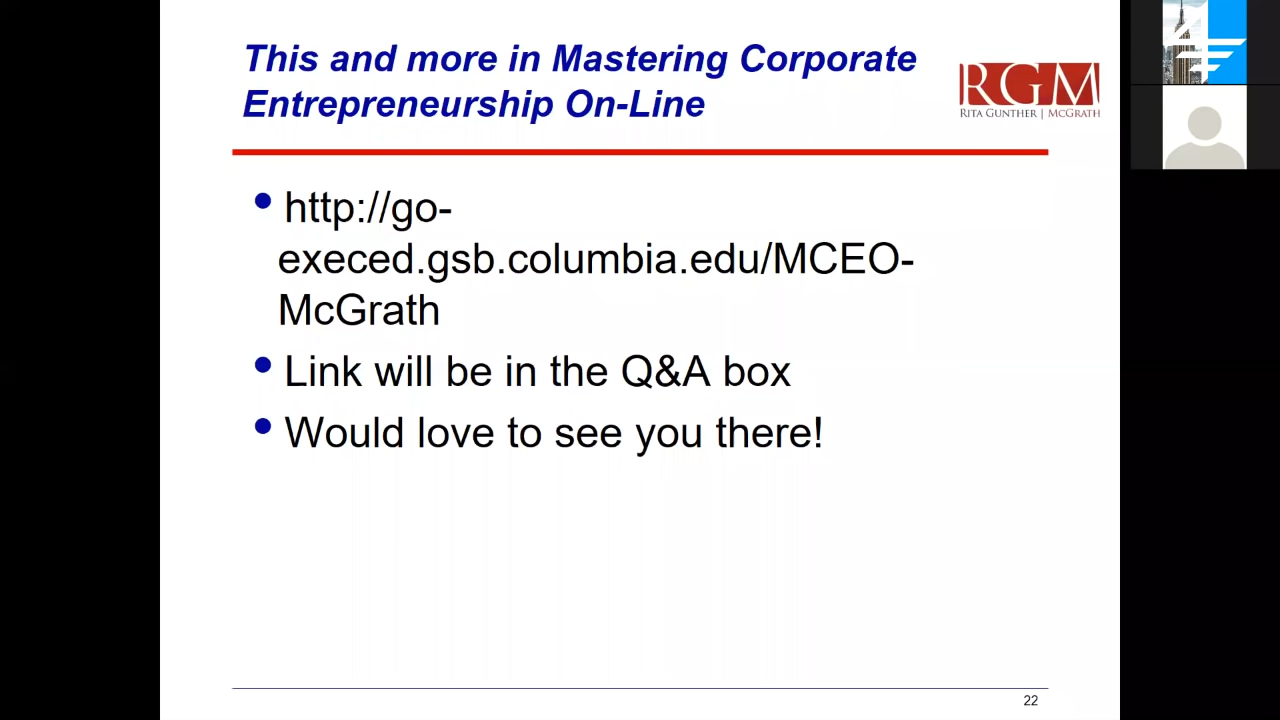 This and more in Mastering Corporate
Entrepreneurship On-Line
RGM
RITA GUNTHER | McGRATH
• http://go-
execed.gsb.columbia.edu/MCEO-
McGrath
• Link will be in the Q&A box
• Would love to see you there!
22